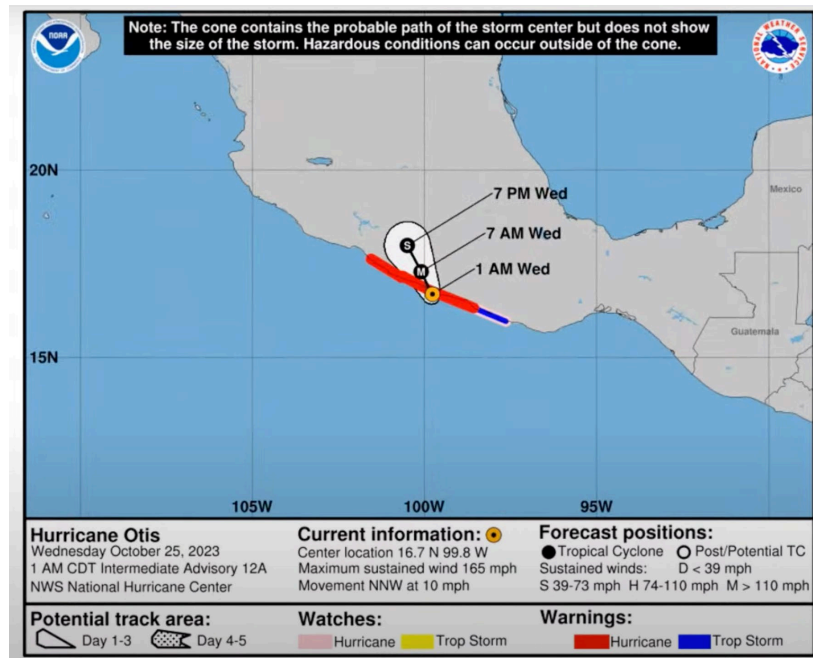 Note: The cone contains the probable path of the storm center but does not show
the size of the storm. Hazardous conditions can occur outside of the cone.
NOAA
NATIONAL WEATHER SERVICE
20N
Mexico
7 PM Wed
S
7 AM Wed
M
1 AM Wed
Guatemala
15N
105W
100W
95W
Hurricane Otis
Wednesday October 25, 2023
1 AM CDT Intermediate Advisory 12A
NWS National Hurricane Center
Current information:
Center location 16.7 N 99.8 W
Maximum sustained wind 165 mph
Movement NNW at 10 mph
Forecast positions:
Tropical Cyclone Post/Potential TC
Sustained winds: D < 39 mph
S 39-73 mph H 74-110 mph M > 110 mph
Potential track area:
Day 1-3 Day 4-5
Watches:
Hurricane Trop Storm
Warnings:
Hurricane Trop Storm